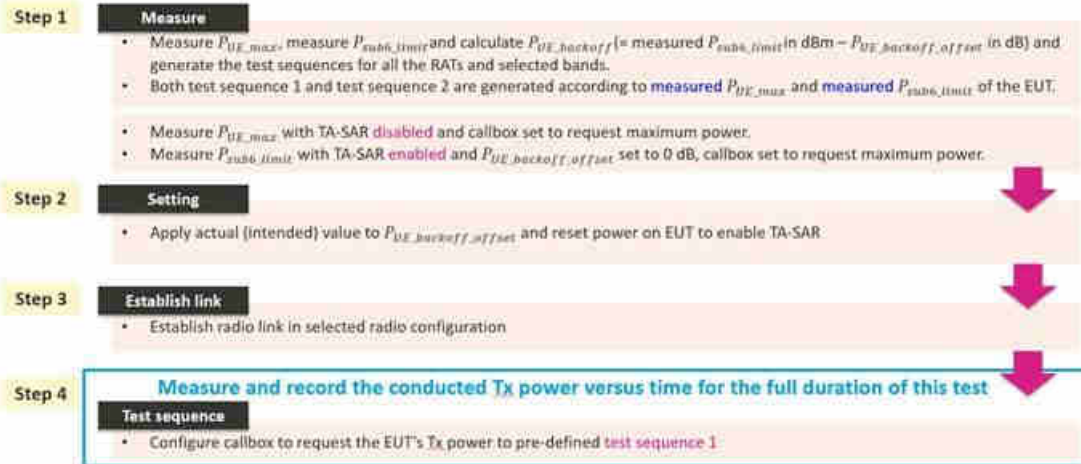 Step 1
Measure
• Measure P_UE_max, measure P_sub6_limit and calculate P_UE_backoff (= measured P_sub6_limit in dBm – P_UE_backoff_offset in dB) and
generate the test sequences for all the RATs and selected bands.
• Both test sequence 1 and test sequence 2 are generated according to measured P_UE_max and measured P_sub6_limit of the EUT.
• Measure P_UE_max with TA-SAR disabled and callbox set to request maximum power.
• Measure P_sub6_limit with TA-SAR enabled and P_UE_backoff_offset set to 0 dB, callbox set to request maximum power.
Step 2
Setting
• Apply actual (intended) value to P_UE_backoff_offset and reset power on EUT to enable TA-SAR
Step 3
Establish link
• Establish radio link in selected radio configuration
Step 4
Measure and record the conducted Tx power versus time for the full duration of this test
Test sequence
• Configure callbox to request the EUT's Tx power to pre-defined test sequence 1